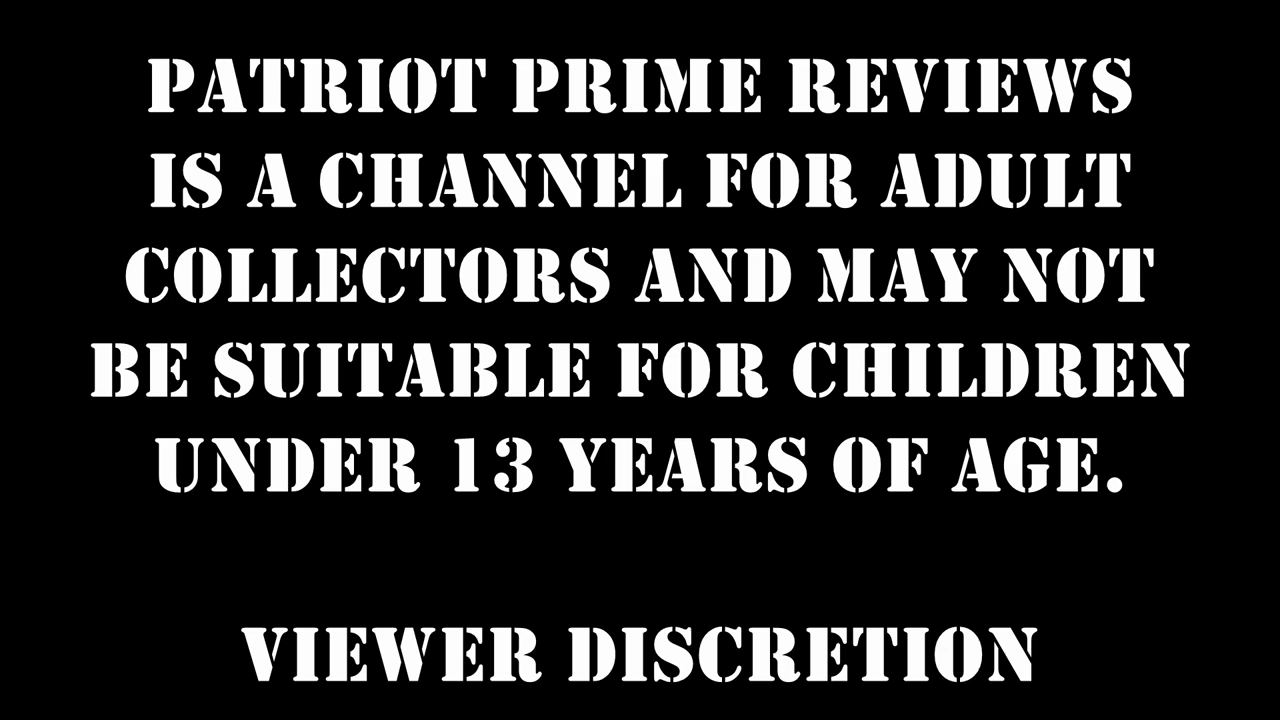 PATRIOT PRIME REVIEWS
IS A CHANNEL FOR ADULT
COLLECTORS AND MAY NOT
BE SUITABLE FOR CHILDREN
UNDER 13 YEARS OF AGE.
VIEWER DISCRETION